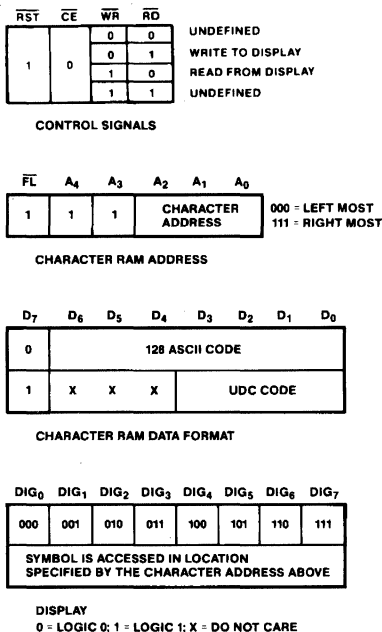 RST CE WR RD
0 0 UNDEFINED
0 1 WRITE TO DISPLAY
1 0 1 0 READ FROM DISPLAY
1 1 UNDEFINED
CONTROL SIGNALS
FL A4 A3 A2 A1 A0
1 1 1 CHARACTER ADDRESS 000 = LEFT MOST
111 = RIGHT MOST
CHARACTER RAM ADDRESS
D7 D6 D5 D4 D3 D2 D1 D0
0 128 ASCII CODE
1 X X X UDC CODE
CHARACTER RAM DATA FORMAT
DIG0 DIG1 DIG2 DIG3 DIG4 DIG5 DIG6 DIG7
000 001 010 011 100 101 110 111
SYMBOL IS ACCESSED IN LOCATION
SPECIFIED BY THE CHARACTER ADDRESS ABOVE
DISPLAY
0 = LOGIC 0; 1 = LOGIC 1; X = DO NOT CARE